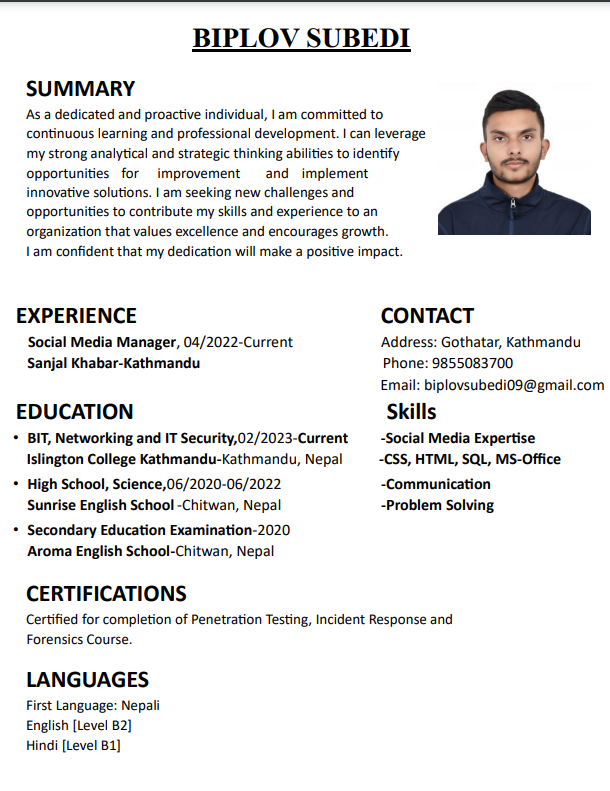 BIPLOV SUBEDI
SUMMARY
As a dedicated and proactive individual, I am committed to
continuous learning and professional development. I can leverage
my strong analytical and strategic thinking abilities to identify
opportunities for improvement and implement
innovative solutions. I am seeking new challenges and
opportunities to contribute my skills and experience to an
organization that values excellence and encourages growth.
I am confident that my dedication will make a positive impact.
EXPERIENCE
Social Media Manager, 04/2022-Current
Sanjal Khabar-Kathmandu
CONTACT
Address: Gothatar, Kathmandu
Phone: 9855083700
Email: biplovsubedi09@gmail.com
EDUCATION
• BIT, Networking and IT Security,02/2023-Current
Islington College Kathmandu-Kathmandu, Nepal
• High School, Science,06/2020-06/2022
Sunrise English School -Chitwan, Nepal
• Secondary Education Examination-2020
Aroma English School-Chitwan, Nepal
Skills
-Social Media Expertise
-CSS, HTML, SQL, MS-Office
-Communication
-Problem Solving
CERTIFICATIONS
Certified for completion of Penetration Testing, Incident Response and
Forensics Course.
LANGUAGES
First Language: Nepali
English [Level B2]
Hindi [Level B1]